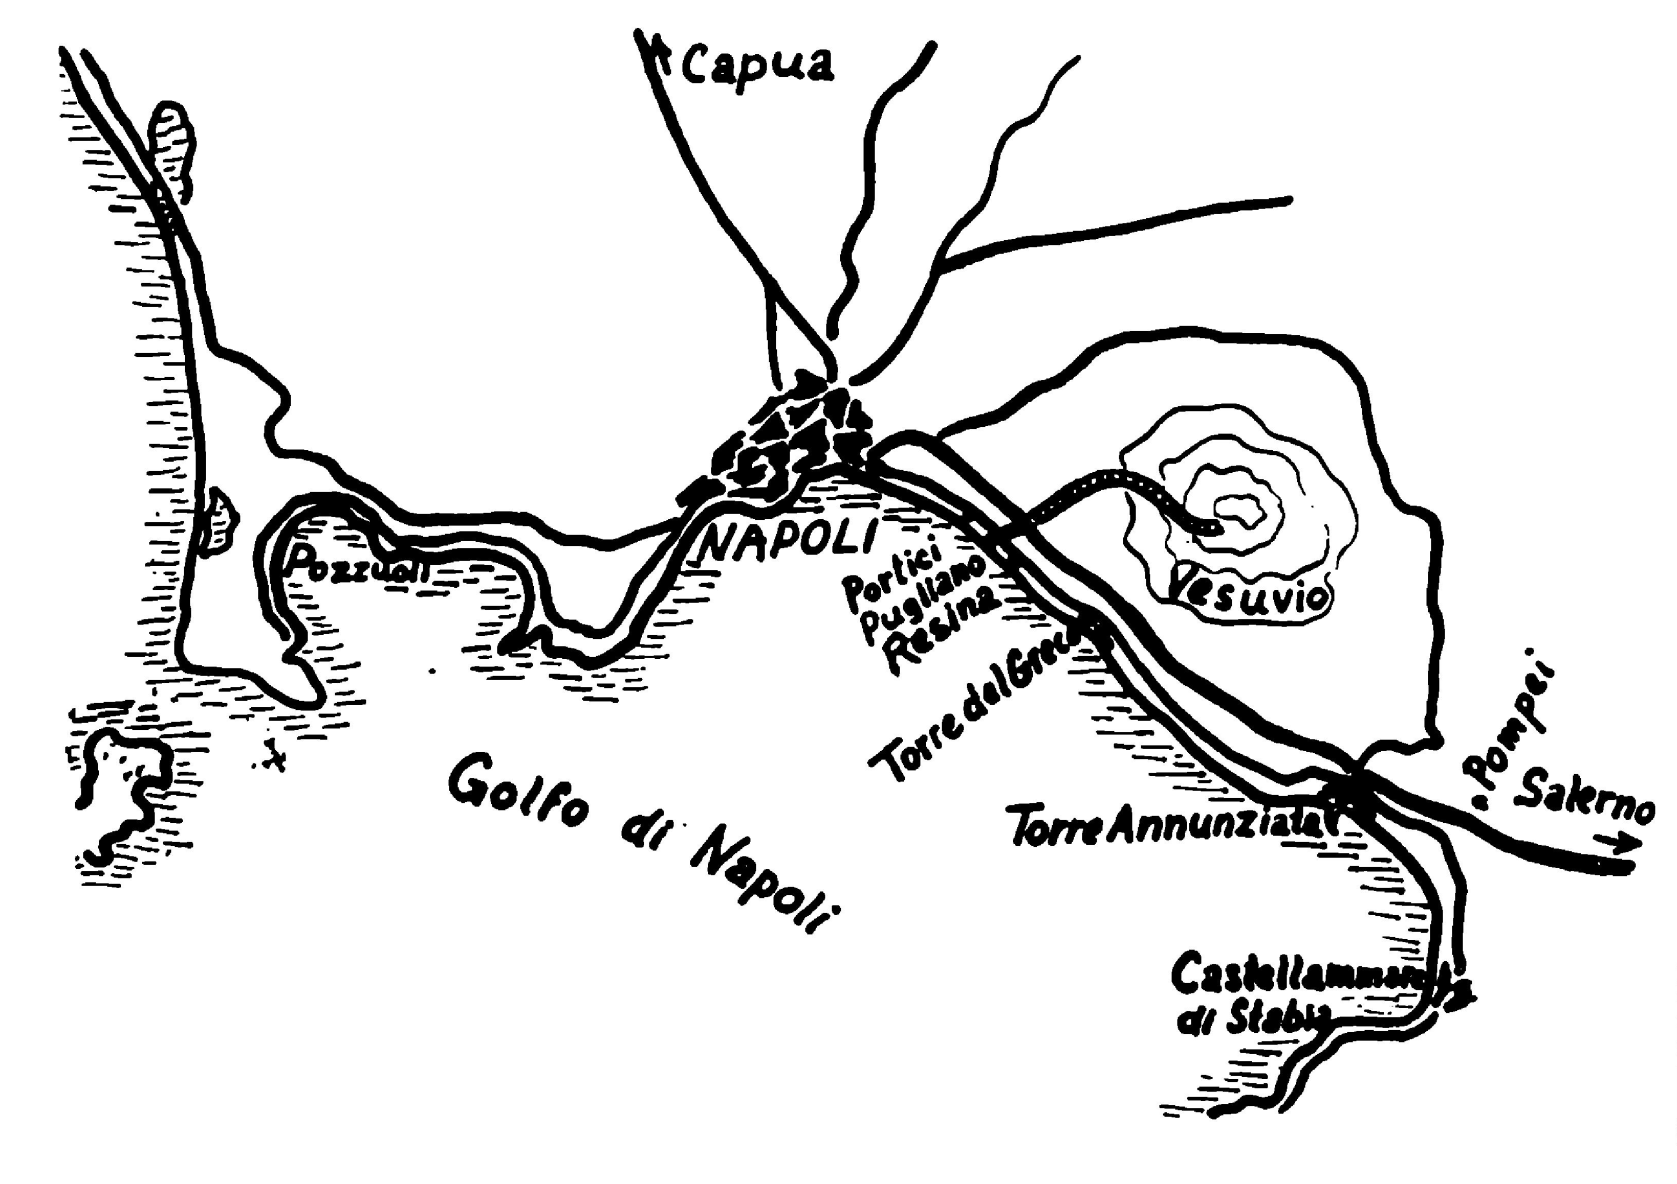 Capua
NAPOLI
Pozzuoli
Portici
Pugliano
Resina
Vesuvio
Torre del Greco
Pompei
Salerno
Golfo di Napoli
Torre Annunziata
Castellammare
di Stabia